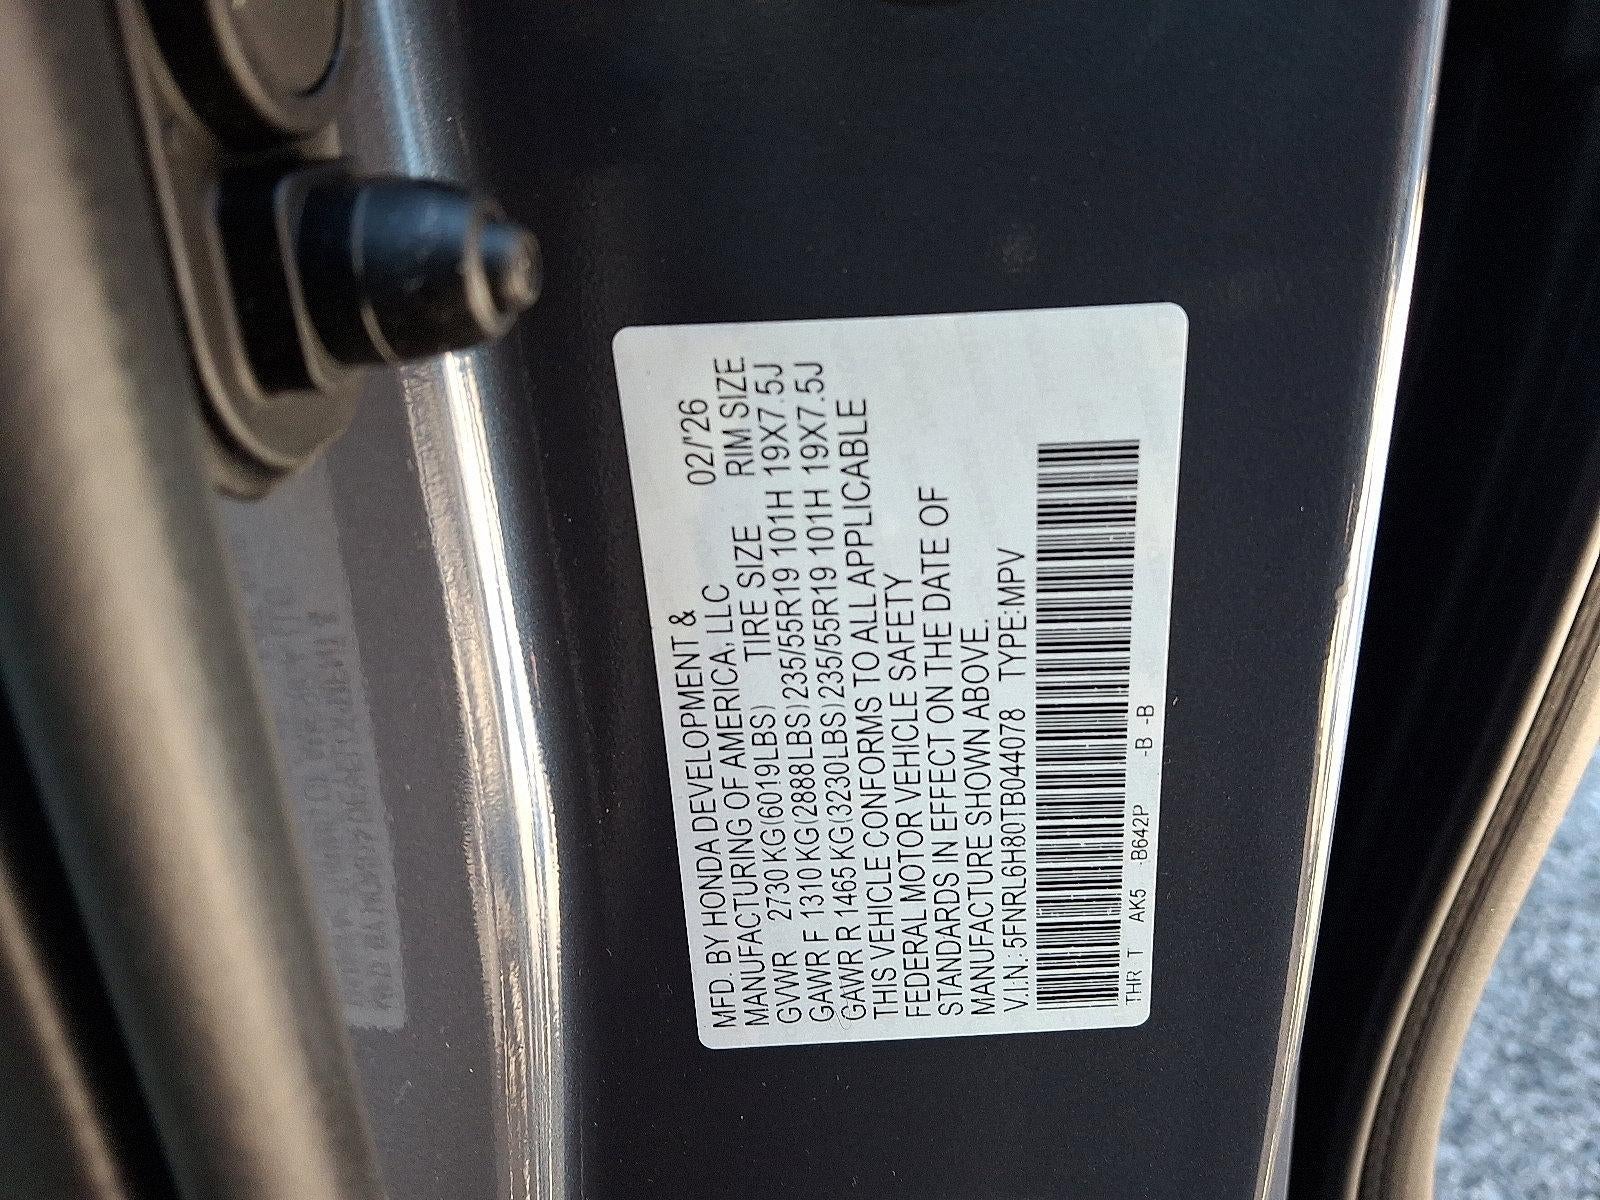 MFD. BY HONDA DEVELOPMENT & 02/'26
MANUFACTURING OF AMERICA, LLC
TIRE SIZE RIM SIZE
GVWR 2730 KG(6019LBS)
GAWR F 1310 KG(2888LBS) 235/55R19 101H 19X7.5J
GAWR R 1465 KG(3230LBS) 235/55R19 101H 19X7.5J
THIS VEHICLE CONFORMS TO ALL APPLICABLE
FEDERAL MOTOR VEHICLE SAFETY
STANDARDS IN EFFECT ON THE DATE OF
MANUFACTURE SHOWN ABOVE.
V.I.N.:5FNRL6H80TB044078 TYPE:MPV
THR T AK5 B642P -B -B